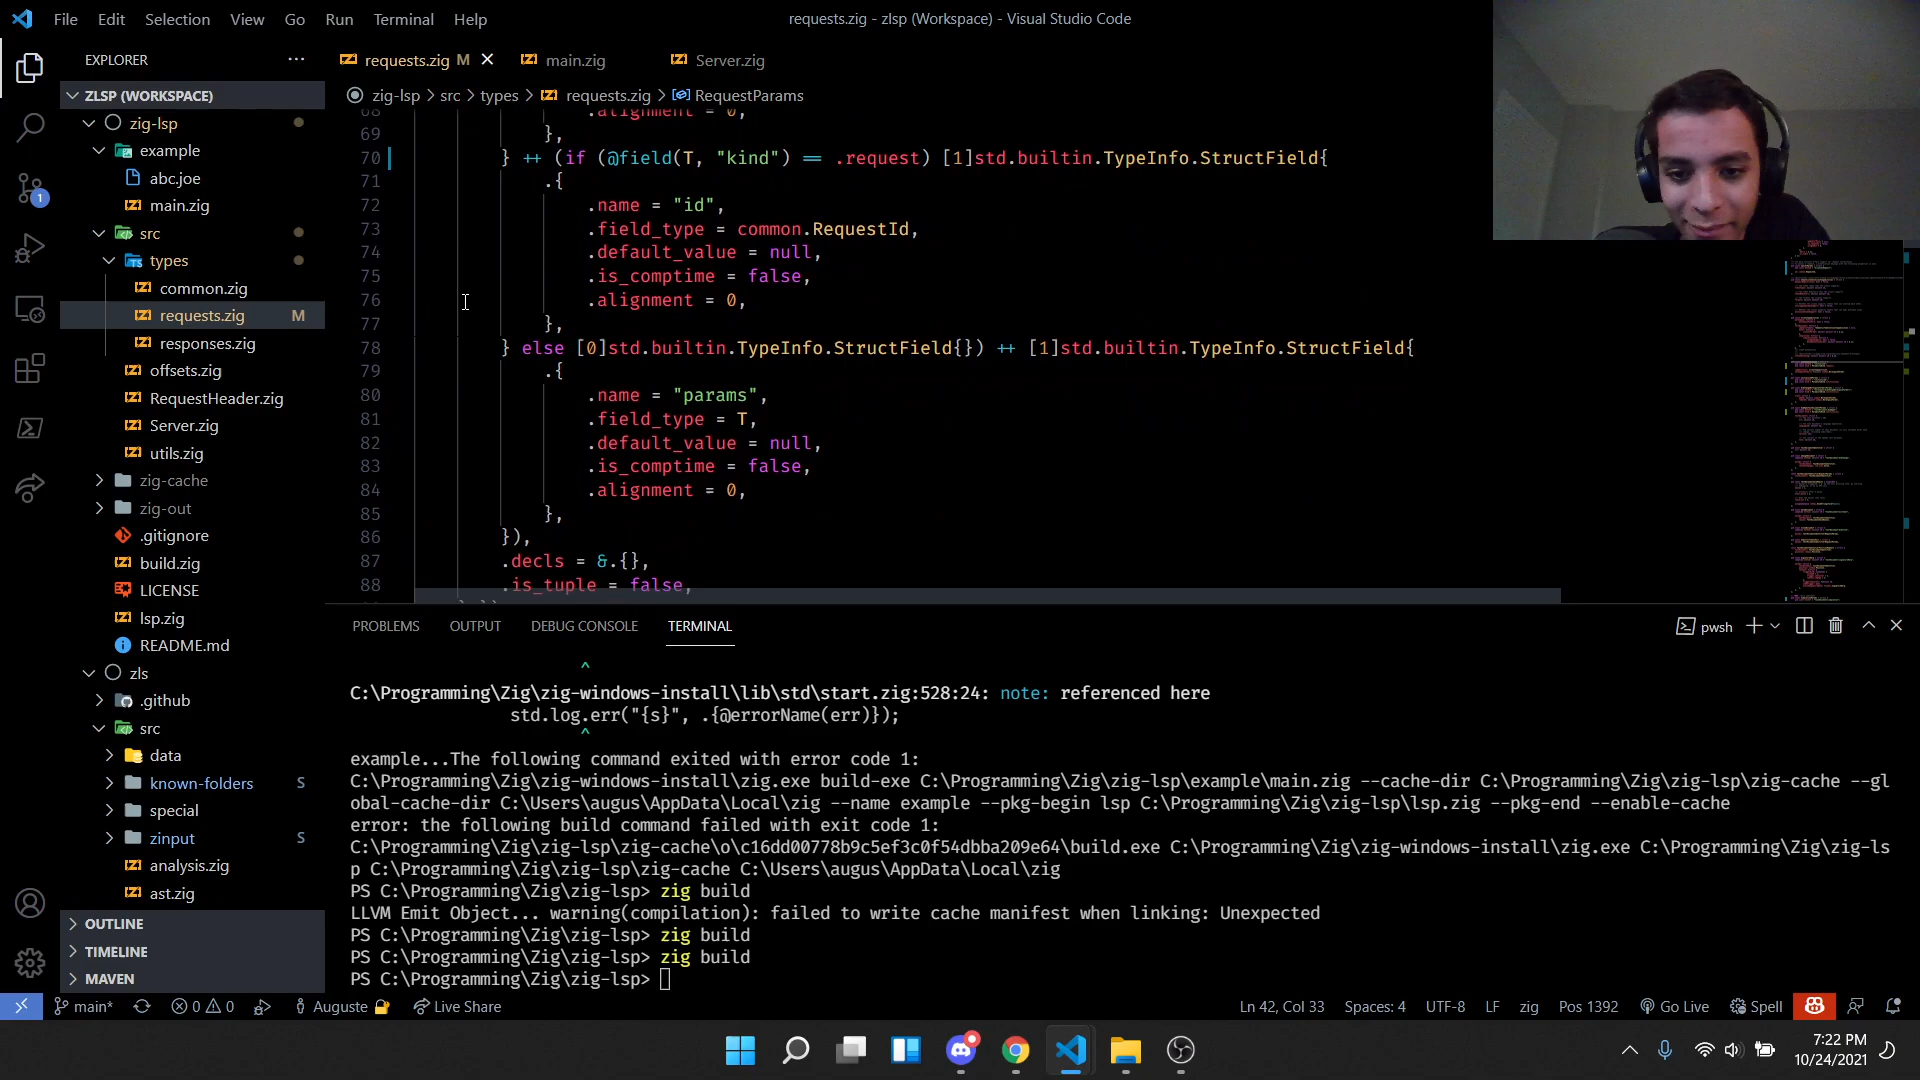 File Edit Selection View Go Run Terminal Help
requests.zig - zlsp (Workspace) - Visual Studio Code
EXPLORER
ZLSP (WORKSPACE)
zig-lsp
example
abc.joe
main.zig
src
types
common.zig
requests.zig M
responses.zig
offsets.zig
RequestHeader.zig
Server.zig
utils.zig
zig-cache
zig-out
.gitignore
build.zig
LICENSE
lsp.zig
README.md
zls
.github
src
data
known-folders S
special
zinput S
analysis.zig
ast.zig
OUTLINE
TIMELINE
MAVEN
requests.zig M main.zig Server.zig
zig-lsp > src > types > requests.zig > RequestParams
68 .alignment = 0,
69 },
70 } ++ (if (@field(T, "kind") == .request) [1]std.builtin.TypeInfo.StructField{
71 .{
72 .name = "id",
73 .field_type = common.RequestId,
74 .default_value = null,
75 .is_comptime = false,
76 .alignment = 0,
77 },
78 } else [0]std.builtin.TypeInfo.StructField{}) ++ [1]std.builtin.TypeInfo.StructField{
79 .{
80 .name = "params",
81 .field_type = T,
82 .default_value = null,
83 .is_comptime = false,
84 .alignment = 0,
85 },
86 }),
87 .decls = &.{},
88 .is_tuple = false,
PROBLEMS OUTPUT DEBUG CONSOLE TERMINAL
pwsh
^
C:\Programming\Zig\zig-windows-install\lib\std\start.zig:528:24: note: referenced here
std.log.err("{s}", .{@errorName(err)});
^
example...The following command exited with error code 1:
C:\Programming\Zig\zig-windows-install\zig.exe build-exe C:\Programming\Zig\zig-lsp\example\main.zig --cache-dir C:\Programming\Zig\zig-lsp\zig-cache --gl
obal-cache-dir C:\Users\augus\AppData\Local\zig --name example --pkg-begin lsp C:\Programming\Zig\zig-lsp\lsp.zig --pkg-end --enable-cache
error: the following build command failed with exit code 1:
C:\Programming\Zig\zig-lsp\zig-cache\o\c16dd00778b9c5ef3c0f54dbba209e64\build.exe C:\Programming\Zig\zig-windows-install\zig.exe C:\Programming\Zig\zig-ls
p C:\Programming\Zig\zig-lsp\zig-cache C:\Users\augus\AppData\Local\zig
PS C:\Programming\Zig\zig-lsp> zig build
LLVM Emit Object... warning(compilation): failed to write cache manifest when linking: Unexpected
PS C:\Programming\Zig\zig-lsp> zig build
PS C:\Programming\Zig\zig-lsp> zig build
PS C:\Programming\Zig\zig-lsp>
main* 0 0 Auguste Live Share
Ln 42, Col 33 Spaces: 4 UTF-8 LF zig Pos 1392 Go Live Spell
7:22 PM
10/24/2021